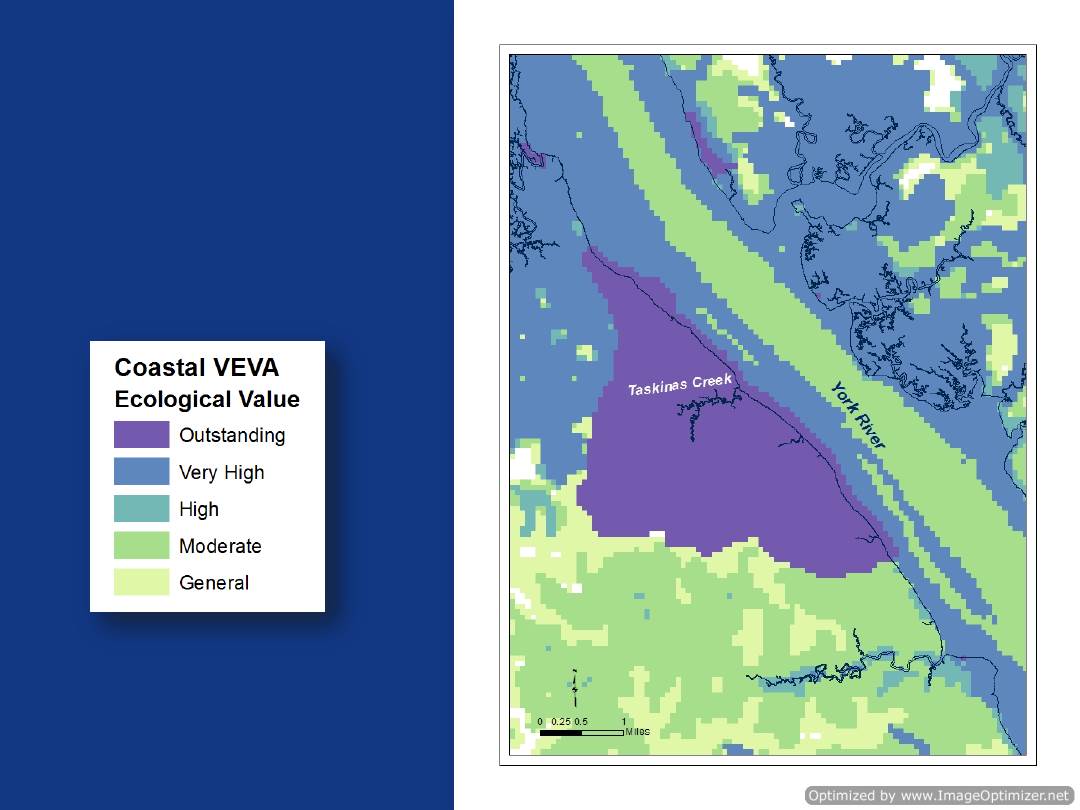 Coastal VEVA
Ecological Value
Outstanding
Very High
High
Moderate
General
Taskinas Creek
York River
0 0.25 0.5 1
Miles
Optimized by www.ImageOptimizer.net